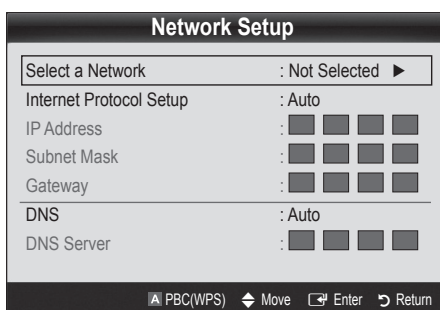 Network Setup
Select a Network : Not Selected ►
Internet Protocol Setup : Auto
IP Address :
Subnet Mask :
Gateway :
DNS : Auto
DNS Server :
A PBC(WPS) Move Enter Return